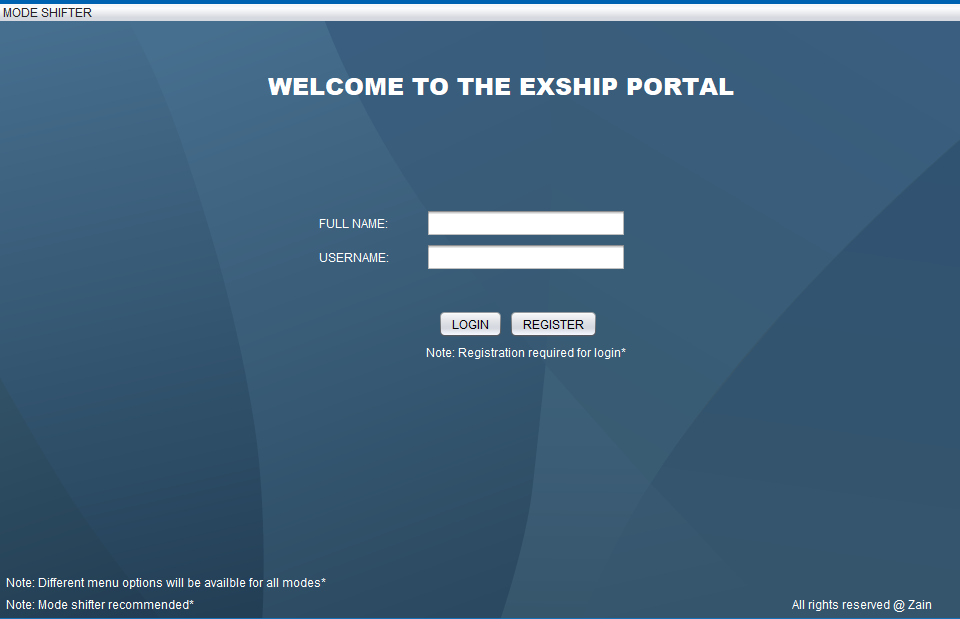 MODE SHIFTER
WELCOME TO THE EXSHIP PORTAL
FULL NAME:
USERNAME:
LOGIN REGISTER
Note: Registration required for login*
Note: Different menu options will be availble for all modes*
Note: Mode shifter recommended*
All rights reserved @ Zain